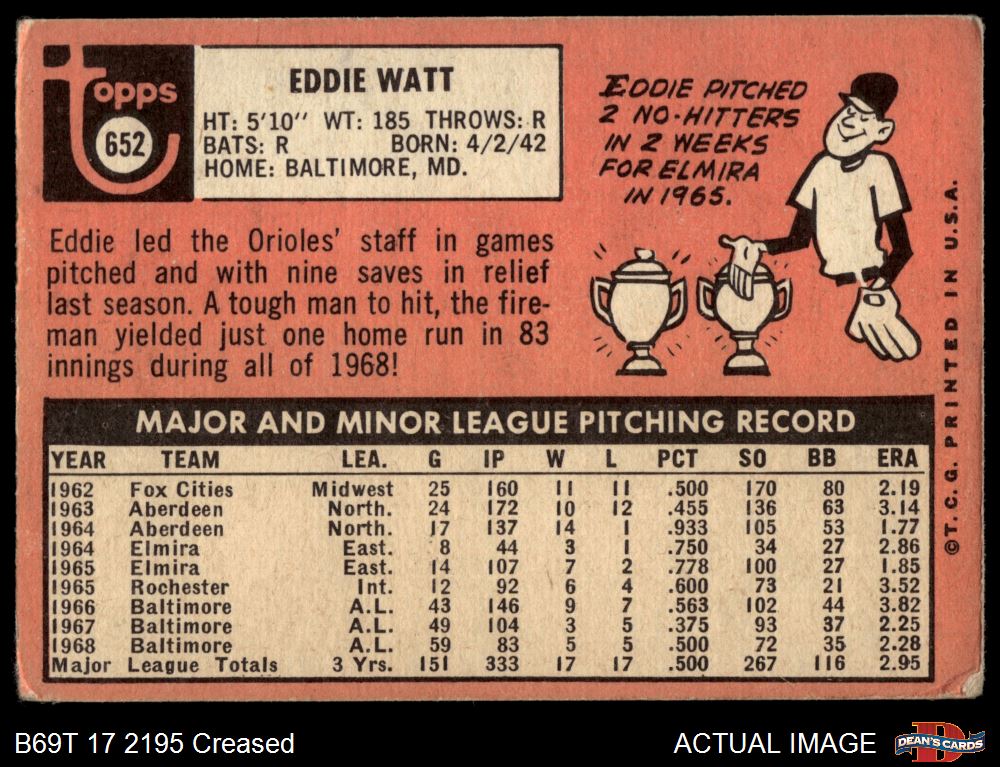 Topps
652
EDDIE WATT
HT: 5'10" WT: 185 THROWS: R
BATS: R BORN: 4/2/42
HOME: BALTIMORE, MD.
EDDIE PITCHED
2 NO-HITTERS
IN 2 WEEKS
FOR ELMIRA
IN 1965.
Eddie led the Orioles' staff in games
pitched and with nine saves in relief
last season. A tough man to hit, the fire-
man yielded just one home run in 83
innings during all of 1968!
MAJOR AND MINOR LEAGUE PITCHING RECORD
YEAR TEAM LEA. G IP W L PCT SO BB ERA
1962 Fox Cities Midwest 25 160 11 11 .500 170 80 2.19
1963 Aberdeen North. 24 172 10 12 .455 136 63 3.14
1964 Aberdeen North. 17 137 14 1 .933 105 53 1.77
1964 Elmira East. 8 44 3 1 .750 34 27 2.86
1965 Elmira East. 14 107 7 2 .778 100 27 1.85
1965 Rochester Int. 12 92 6 4 .600 73 21 3.52
1966 Baltimore A.L. 43 146 9 7 .563 102 44 3.82
1967 Baltimore A.L. 49 104 3 5 .375 93 37 2.25
1968 Baltimore A.L. 59 83 5 5 .500 72 35 2.28
Major League Totals 3 Yrs. 151 333 17 17 .500 267 116 2.95
©T.C.G. PRINTED IN U.S.A.
B69T 17 2195 Creased
ACTUAL IMAGE
D
DEAN'S CARDS